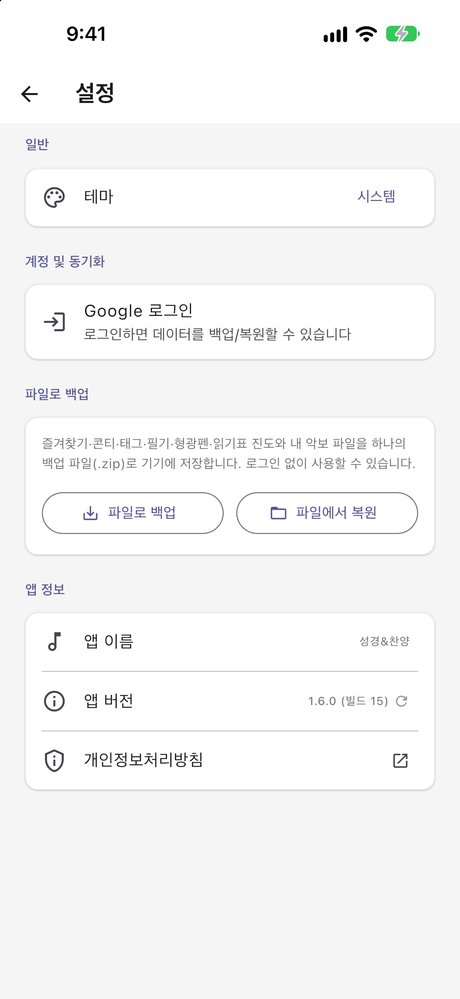 9:41
설정
일반
테마
시스템
계정 및 동기화
Google 로그인
로그인하면 데이터를 백업/복원할 수 있습니다
파일로 백업
즐겨찾기·콘티·태그·필기·형광펜·읽기표 진도와 내 악보 파일을 하나의
백업 파일(.zip)로 기기에 저장합니다. 로그인 없이 사용할 수 있습니다.
파일로 백업
파일에서 복원
앱 정보
앱 이름
성경&찬양
앱 버전
1.6.0 (빌드 15)
개인정보처리방침